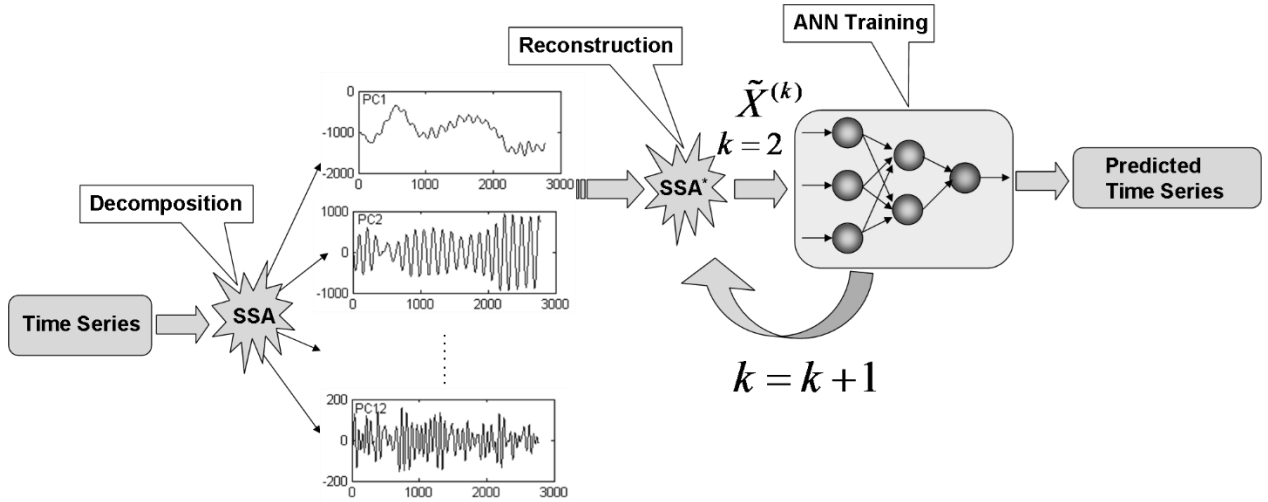 ANN Training
Reconstruction
Decomposition
Time Series
SSA
0
-1000
-2000
PC1
0 1000 2000 3000
1000
0
-1000
PC2
0 1000 2000 3000
200
0
-200
PC12
0 1000 2000 3000
SSA*
X̃^(k)
k = 2
k = k + 1
Predicted
Time Series